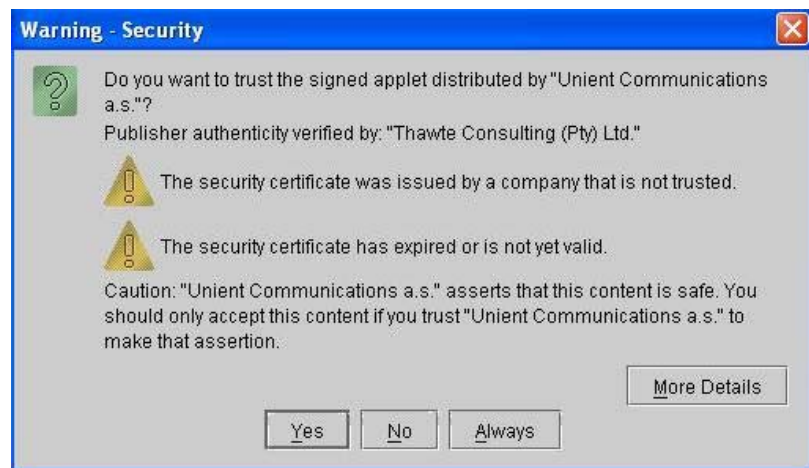 Warning - Security
Do you want to trust the signed applet distributed by "Unient Communications
a.s."?
Publisher authenticity verified by: "Thawte Consulting (Pty) Ltd."
The security certificate was issued by a company that is not trusted.
The security certificate has expired or is not yet valid.
Caution: "Unient Communications a.s." asserts that this content is safe. You
should only accept this content if you trust "Unient Communications a.s." to
make that assertion.
More Details
Yes No Always